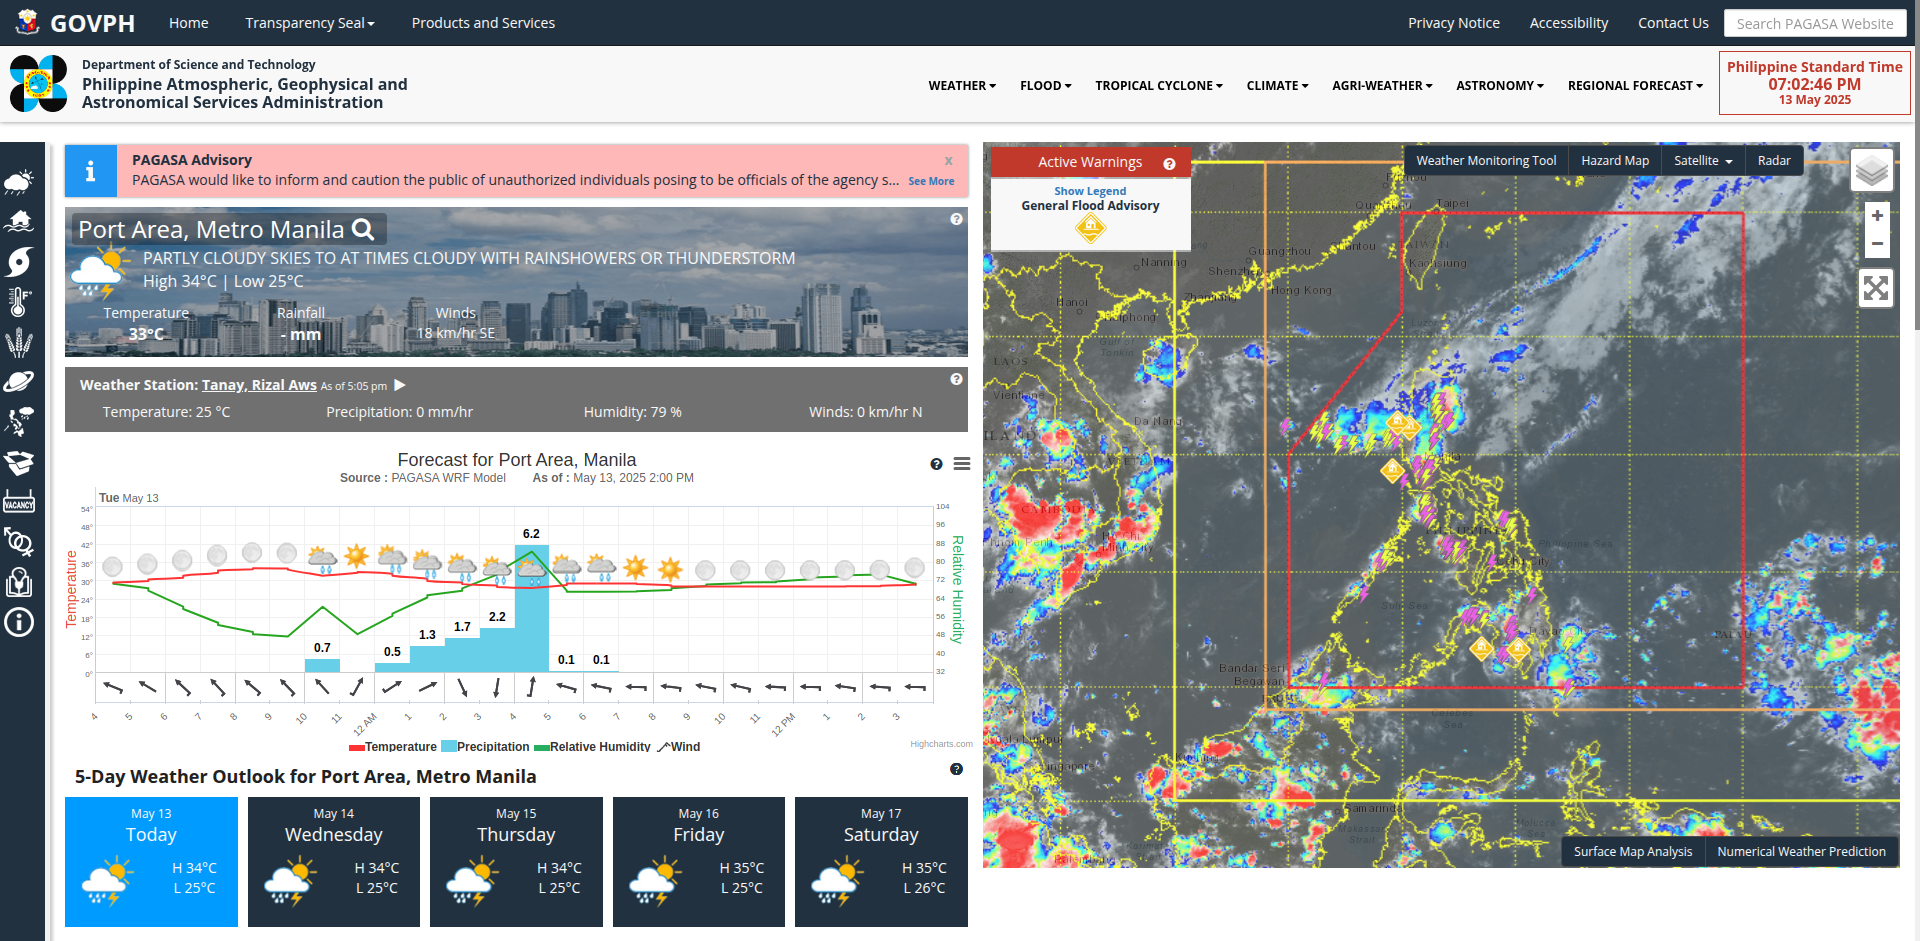 GOVPH
Home
Transparency Seal
Products and Services
Privacy Notice
Accessibility
Contact Us
Search PAGASA Website
Department of Science and Technology
Philippine Atmospheric, Geophysical and
Astronomical Services Administration
WEATHER
FLOOD
TROPICAL CYCLONE
CLIMATE
AGRI-WEATHER
ASTRONOMY
REGIONAL FORECAST
Philippine Standard Time
07:02:46 PM
13 May 2025
VACANCY
PAGASA Advisory
x
PAGASA would like to inform and caution the public of unauthorized individuals posing to be officials of the agency s... See More
Port Area, Metro Manila
PARTLY CLOUDY SKIES TO AT TIMES CLOUDY WITH RAINSHOWERS OR THUNDERSTORM
High 34°C | Low 25°C
Temperature
33°C
Rainfall
- mm
Winds
18 km/hr SE
Weather Station: Tanay, Rizal Aws As of 5:05 pm
Temperature: 25 °C
Precipitation: 0 mm/hr
Humidity: 79 %
Winds: 0 km/hr N
Forecast for Port Area, Manila
Source : PAGASA WRF Model As of : May 13, 2025 2:00 PM
Tue May 13
54° 48° 42° 36° 30° 24° 18° 12° 6° 0°
Temperature
104 96 88 80 72 64 56 48 40 32
Relative Humidity
0.7 0.5 1.3 1.7 2.2 6.2 0.1 0.1
4 5 6 7 8 9 10 11 12 AM 1 2 3 4 5 6 7 8 9 10 11 12 PM 1 2 3
Temperature Precipitation Relative Humidity Wind
Highcharts.com
5-Day Weather Outlook for Port Area, Metro Manila
May 13
Today
H 34°C
L 25°C
May 14
Wednesday
H 34°C
L 25°C
May 15
Thursday
H 34°C
L 25°C
May 16
Friday
H 35°C
L 25°C
May 17
Saturday
H 35°C
L 26°C
Active Warnings
Show Legend
General Flood Advisory
Weather Monitoring Tool
Hazard Map
Satellite
Radar
+
−
Taipei
Guangzhou
Nanning
Shenzhen
Kaohsiung
Hong Kong
Hanoi
LAOS
Vientiane
Da Nang
CAMBODIA
Philippine Sea
Bandar Seri
Begawan
Celebes
Sea
Samarinda
Surface Map Analysis
Numerical Weather Prediction